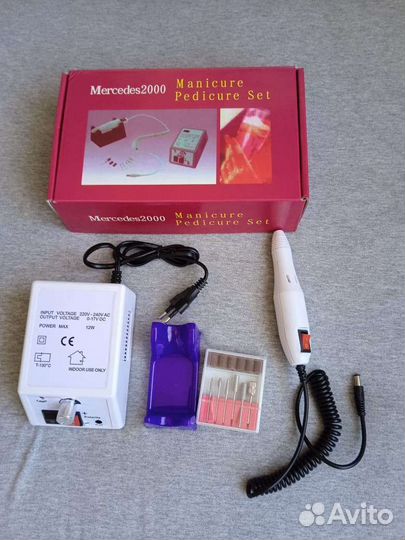 Mercedes2000 Manicure
Pedicure Set
Mercedes2000 Manicure
Pedicure Set
INPUT VOLTAGE 220V - 240V AC
OUTPUT VOLTAGE 0-17V DC
POWER MAX 12W
CE
T-130°C
INDOOR USE ONLY
Avito